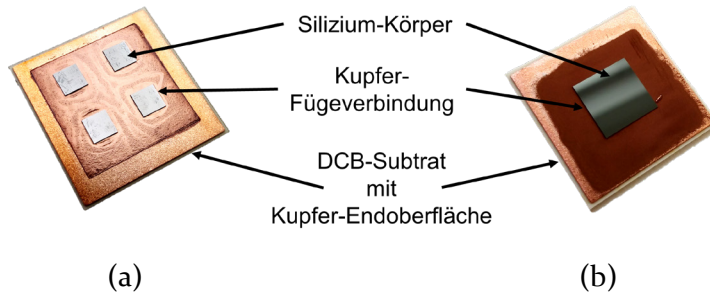 Silizium-Körper
Kupfer-
Fügeverbindung
DCB-Subtrat
mit
Kupfer-Endoberfläche
(a)
(b)